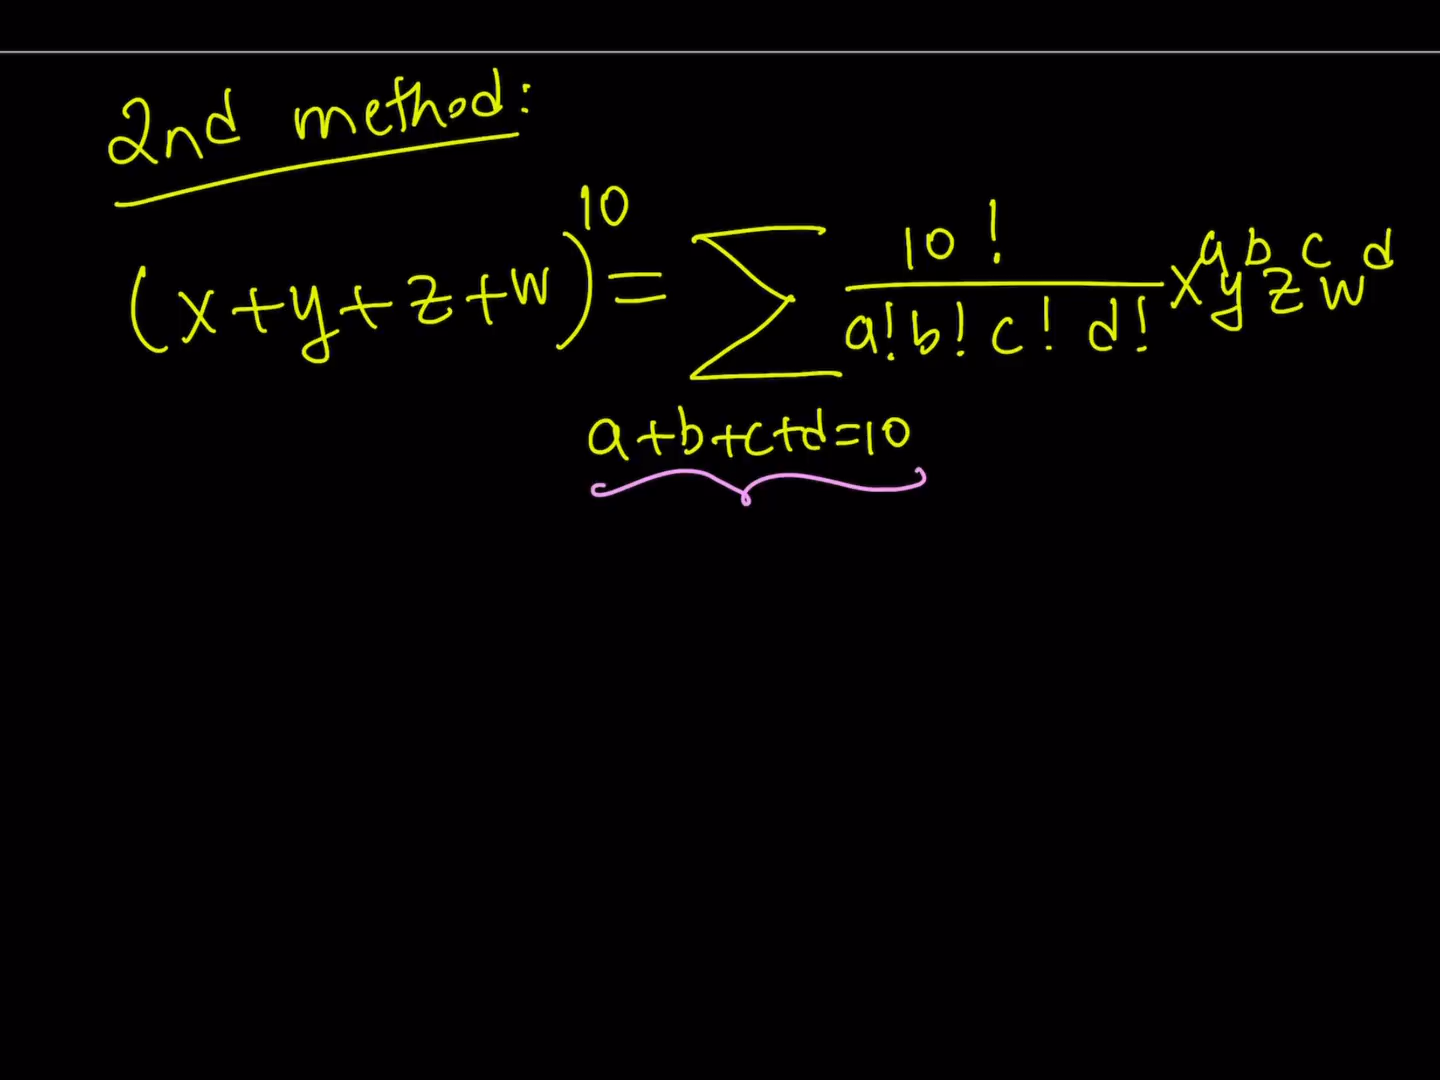 2nd method:
(x+y+z+w)^10 = ∑ 10!/(a!b!c!d!) x^a y^b z^c w^d
a+b+c+d=10